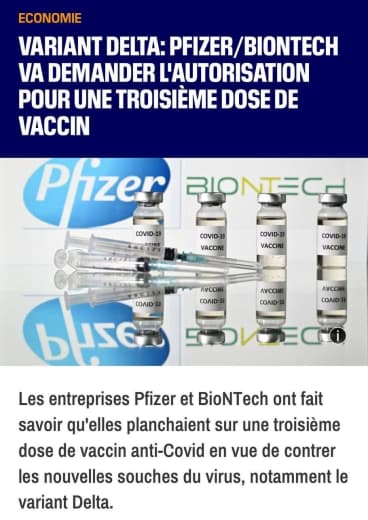 ECONOMIE
VARIANT DELTA: PFIZER/BIONTECH
VA DEMANDER L'AUTORISATION
POUR UNE TROISIÈME DOSE DE
VACCIN
Pfizer BIONTECH
COVID-19 COVID-19 COVID-19 COVID-19
VACCINE VACCINE VACCINE VACCINE
i
Les entreprises Pfizer et BioNTech ont fait
savoir qu'elles planchaient sur une troisième
dose de vaccin anti-Covid en vue de contrer
les nouvelles souches du virus, notamment le
variant Delta.